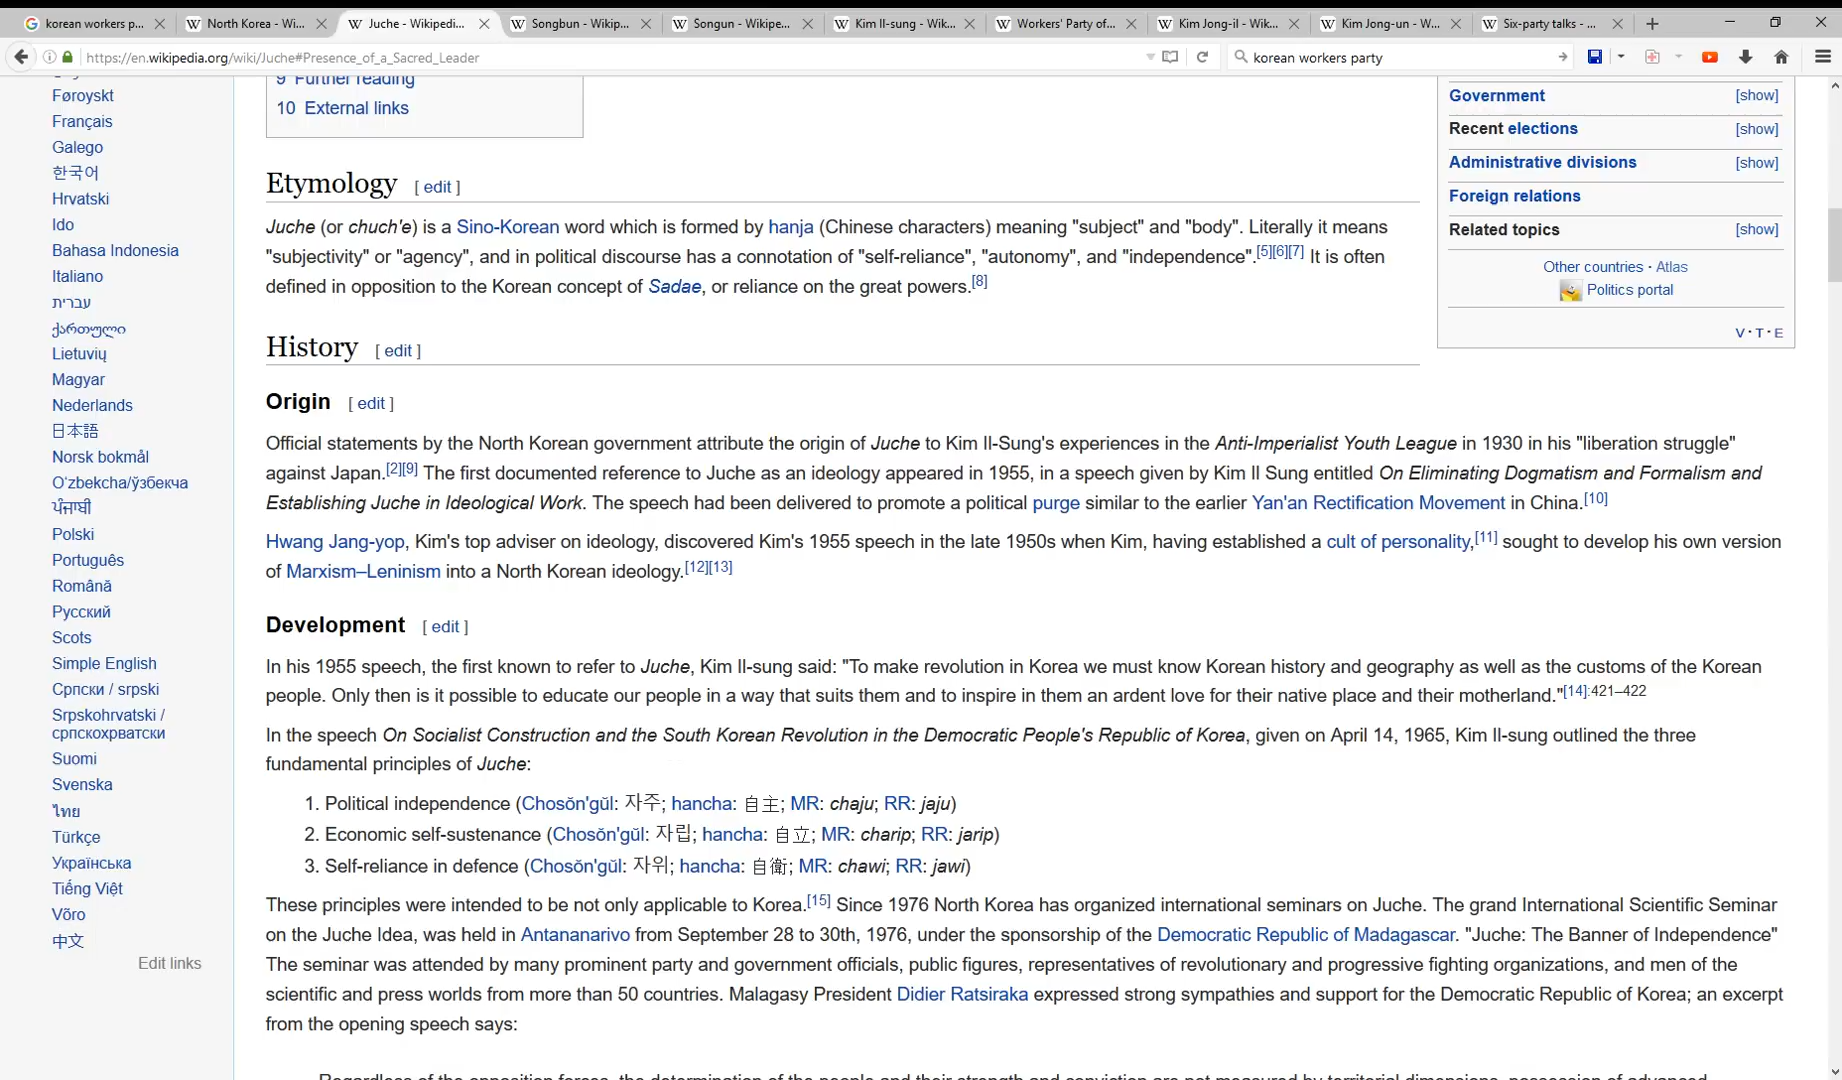 korean workers p...
North Korea - Wi...
Juche - Wikipedi...
Songbun - Wikip...
Songun - Wikipe...
Kim Il-sung - Wik...
Workers' Party of...
Kim Jong-il - Wik...
Kim Jong-un - W...
Six-party talks - ...
https://en.wikipedia.org/wiki/Juche#Presence_of_a_Sacred_Leader
korean workers party
Føroyskt
Français
Galego
한국어
Hrvatski
Ido
Bahasa Indonesia
Italiano
עברית
ქართული
Lietuvių
Magyar
Nederlands
日本語
Norsk bokmål
Oʻzbekcha/ўзбекча
ਪੰਜਾਬੀ
Polski
Português
Română
Русский
Scots
Simple English
Српски / srpski
Srpskohrvatski /
српскохрватски
Suomi
Svenska
ไทย
Türkçe
Українська
Tiếng Việt
Võro
中文
Edit links
9 Further reading
10 External links
Etymology [ edit ]
Juche (or chuch'e) is a Sino-Korean word which is formed by hanja (Chinese characters) meaning "subject" and "body". Literally it means
"subjectivity" or "agency", and in political discourse has a connotation of "self-reliance", "autonomy", and "independence".[5][6][7] It is often
defined in opposition to the Korean concept of Sadae, or reliance on the great powers.[8]
History [ edit ]
Origin [ edit ]
Official statements by the North Korean government attribute the origin of Juche to Kim Il-Sung's experiences in the Anti-Imperialist Youth League in 1930 in his "liberation struggle"
against Japan.[2][9] The first documented reference to Juche as an ideology appeared in 1955, in a speech given by Kim Il Sung entitled On Eliminating Dogmatism and Formalism and
Establishing Juche in Ideological Work. The speech had been delivered to promote a political purge similar to the earlier Yan'an Rectification Movement in China.[10]
Hwang Jang-yop, Kim's top adviser on ideology, discovered Kim's 1955 speech in the late 1950s when Kim, having established a cult of personality,[11] sought to develop his own version
of Marxism–Leninism into a North Korean ideology.[12][13]
Development [ edit ]
In his 1955 speech, the first known to refer to Juche, Kim Il-sung said: "To make revolution in Korea we must know Korean history and geography as well as the customs of the Korean
people. Only then is it possible to educate our people in a way that suits them and to inspire in them an ardent love for their native place and their motherland."[14]:421–422
In the speech On Socialist Construction and the South Korean Revolution in the Democratic People's Republic of Korea, given on April 14, 1965, Kim Il-sung outlined the three
fundamental principles of Juche:
1. Political independence (Chosŏn'gŭl: 자주; hancha: 自主; MR: chaju; RR: jaju)
2. Economic self-sustenance (Chosŏn'gŭl: 자립; hancha: 自立; MR: charip; RR: jarip)
3. Self-reliance in defence (Chosŏn'gŭl: 자위; hancha: 自衛; MR: chawi; RR: jawi)
These principles were intended to be not only applicable to Korea.[15] Since 1976 North Korea has organized international seminars on Juche. The grand International Scientific Seminar
on the Juche Idea, was held in Antananarivo from September 28 to 30th, 1976, under the sponsorship of the Democratic Republic of Madagascar. "Juche: The Banner of Independence"
The seminar was attended by many prominent party and government officials, public figures, representatives of revolutionary and progressive fighting organizations, and men of the
scientific and press worlds from more than 50 countries. Malagasy President Didier Ratsiraka expressed strong sympathies and support for the Democratic Republic of Korea; an excerpt
from the opening speech says:
Regardless of the opposition forces, the determination of the people and their strength and conviction are not measured by territorial dimensions, possession of advanced
Government [show]
Recent elections [show]
Administrative divisions [show]
Foreign relations
Related topics [show]
Other countries · Atlas
Politics portal
V · T · E